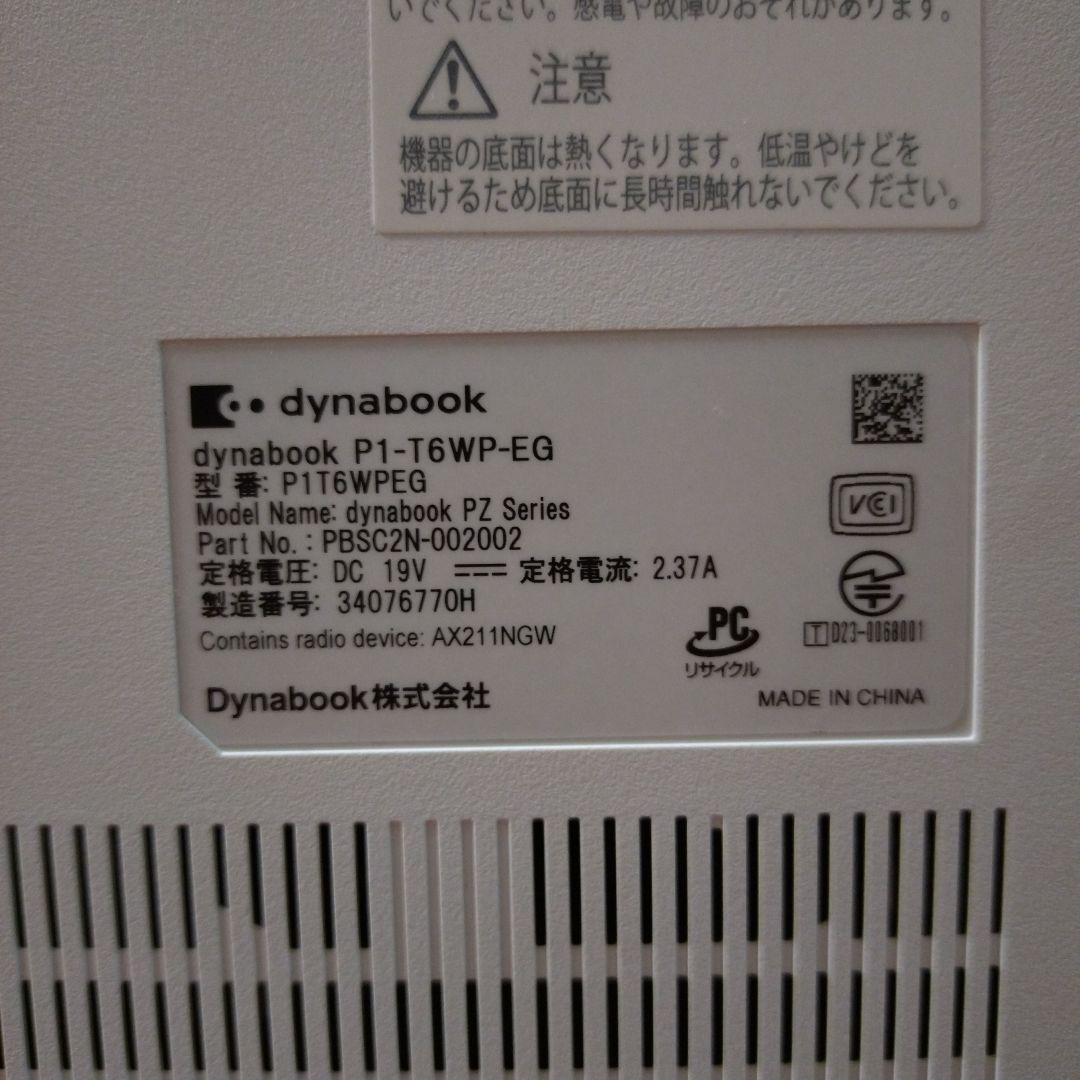 いでください。感電や故障のおそれがあります。
注意
機器の底面は熱くなります。低温やけどを
避けるため底面に長時間触れないでください。
dynabook
dynabook P1-T6WP-EG
型 番: P1T6WPEG
Model Name: dynabook PZ Series
Part No. : PBSC2N-002002
定格電圧: DC 19V 定格電流: 2.37A
製造番号: 34076770H
Contains radio device: AX211NGW
Dynabook株式会社
VCI
T D23-0068001
PC
リサイクル
MADE IN CHINA